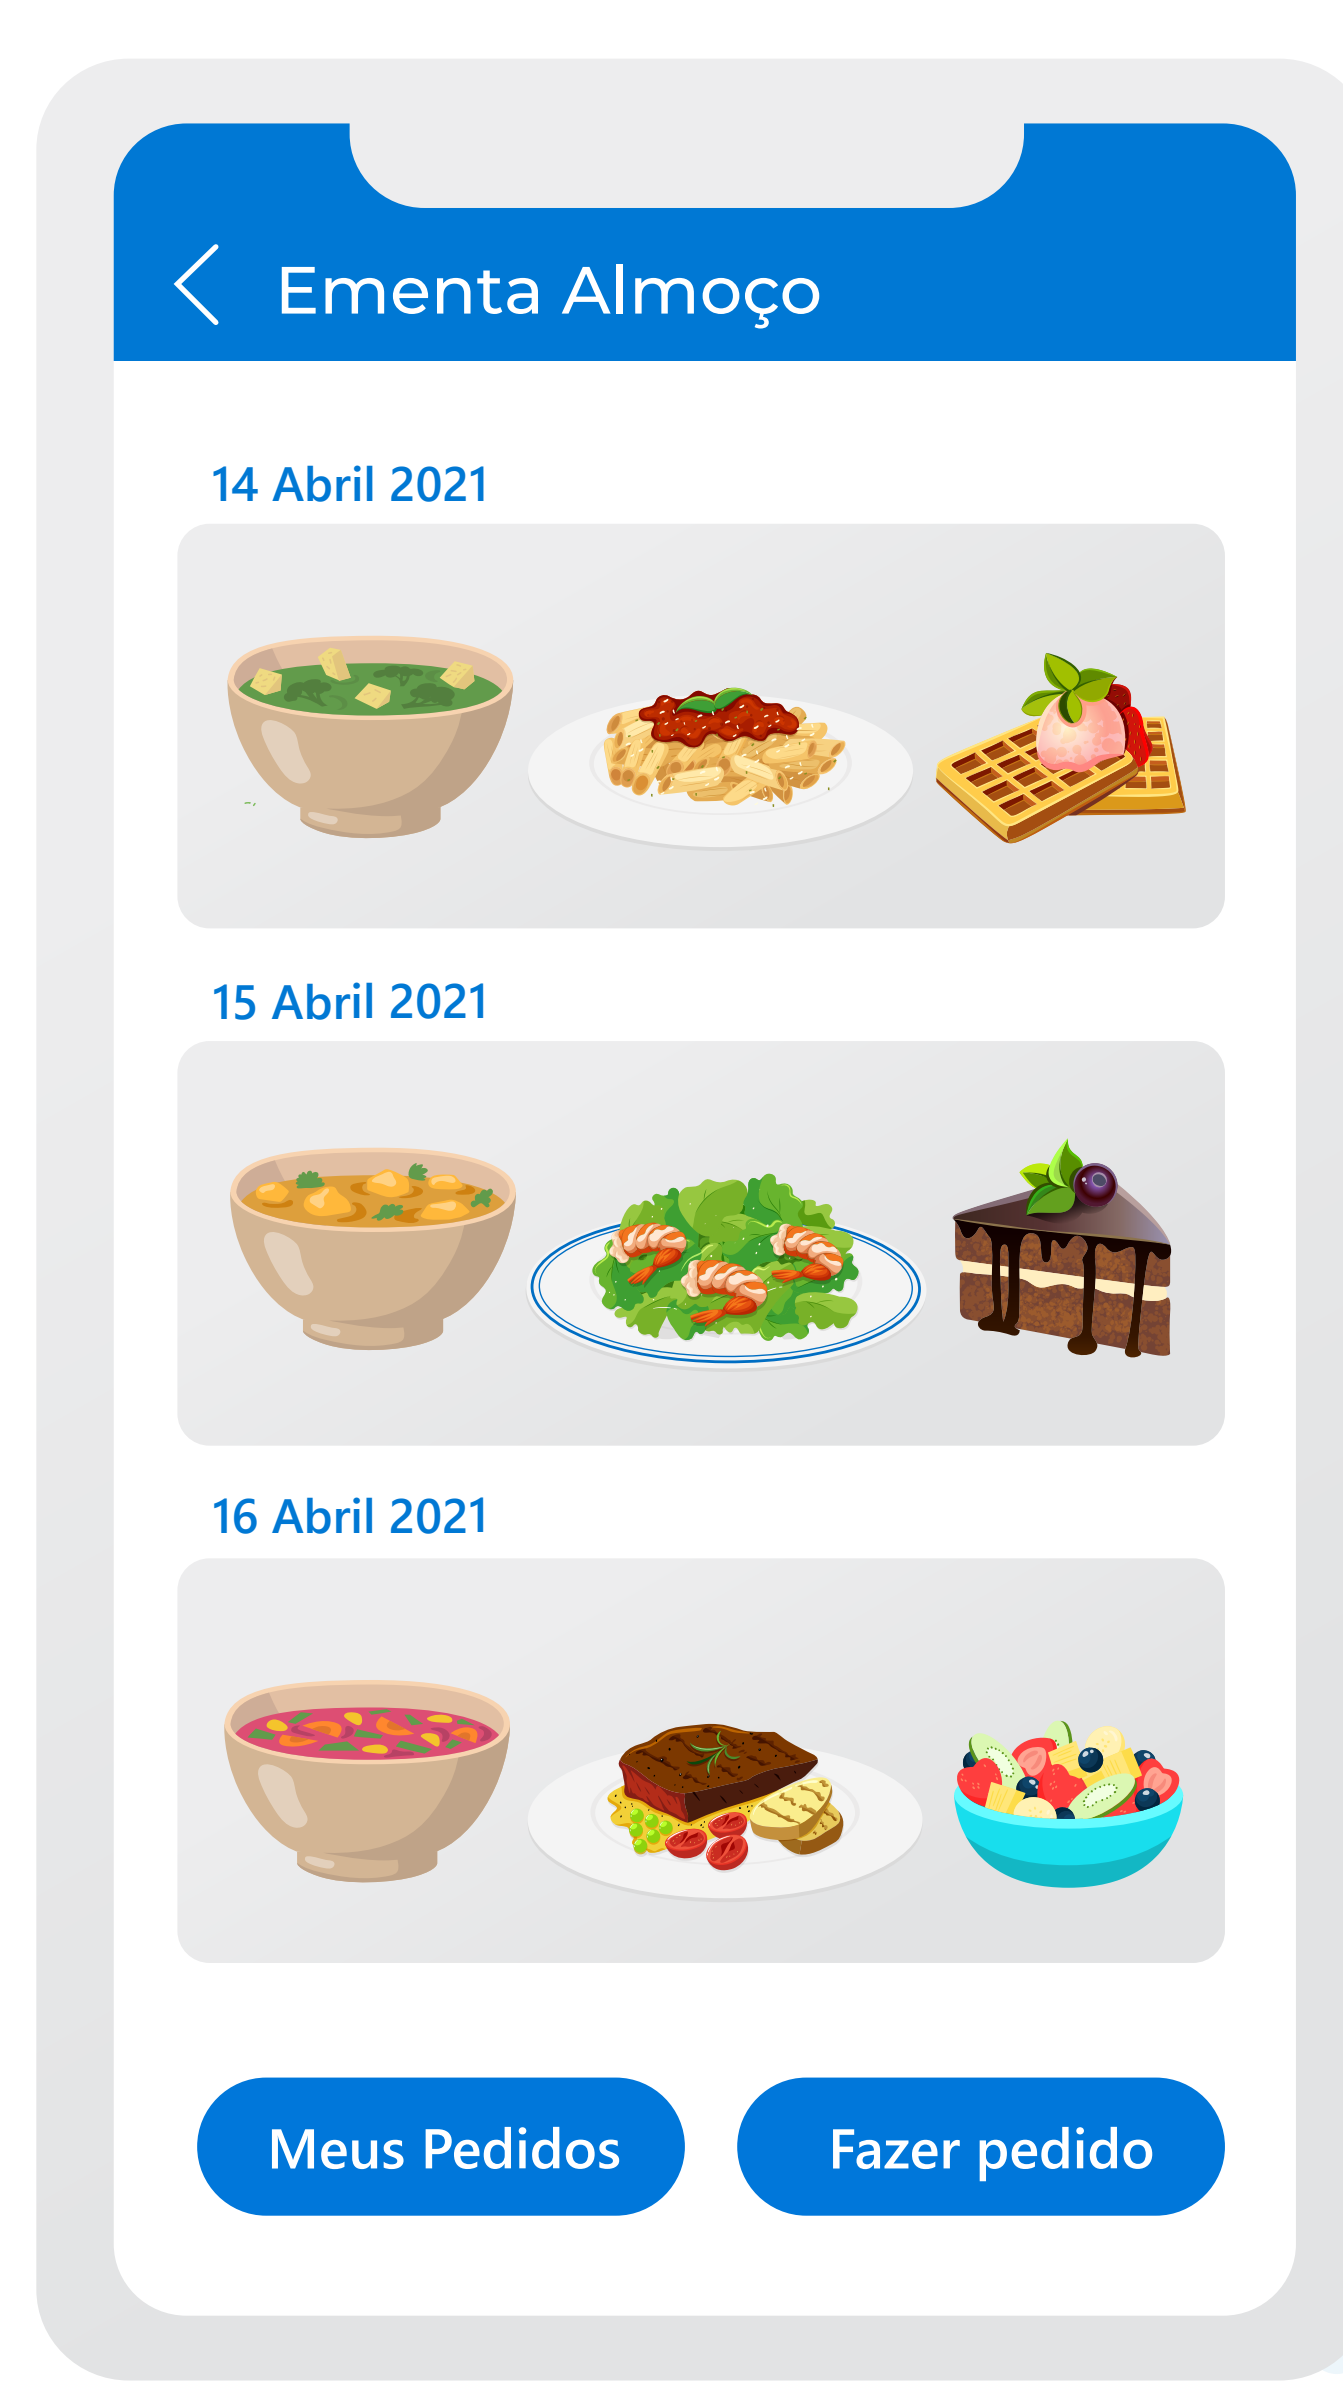 Ementa Almoço
14 Abril 2021
15 Abril 2021
16 Abril 2021
Meus Pedidos
Fazer pedido